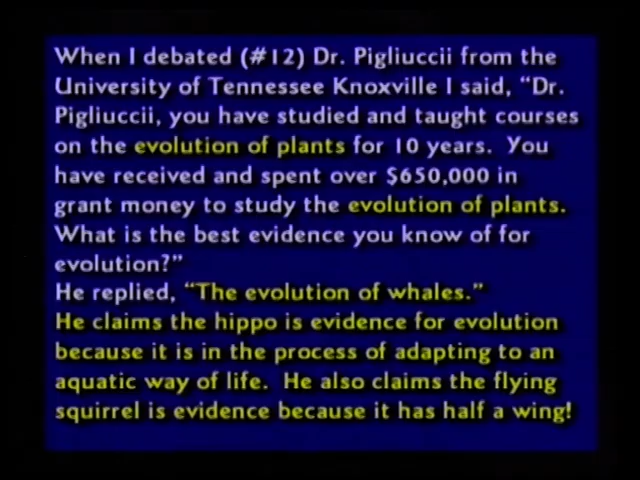 When I debated (#12) Dr. Pigliuccii from the
University of Tennessee Knoxville I said, “Dr.
Pigliuccii, you have studied and taught courses
on the evolution of plants for 10 years. You
have received and spent over $650,000 in
grant money to study the evolution of plants.
What is the best evidence you know of for
evolution?”
He replied, “The evolution of whales.”
He claims the hippo is evidence for evolution
because it is in the process of adapting to an
aquatic way of life. He also claims the flying
squirrel is evidence because it has half a wing!